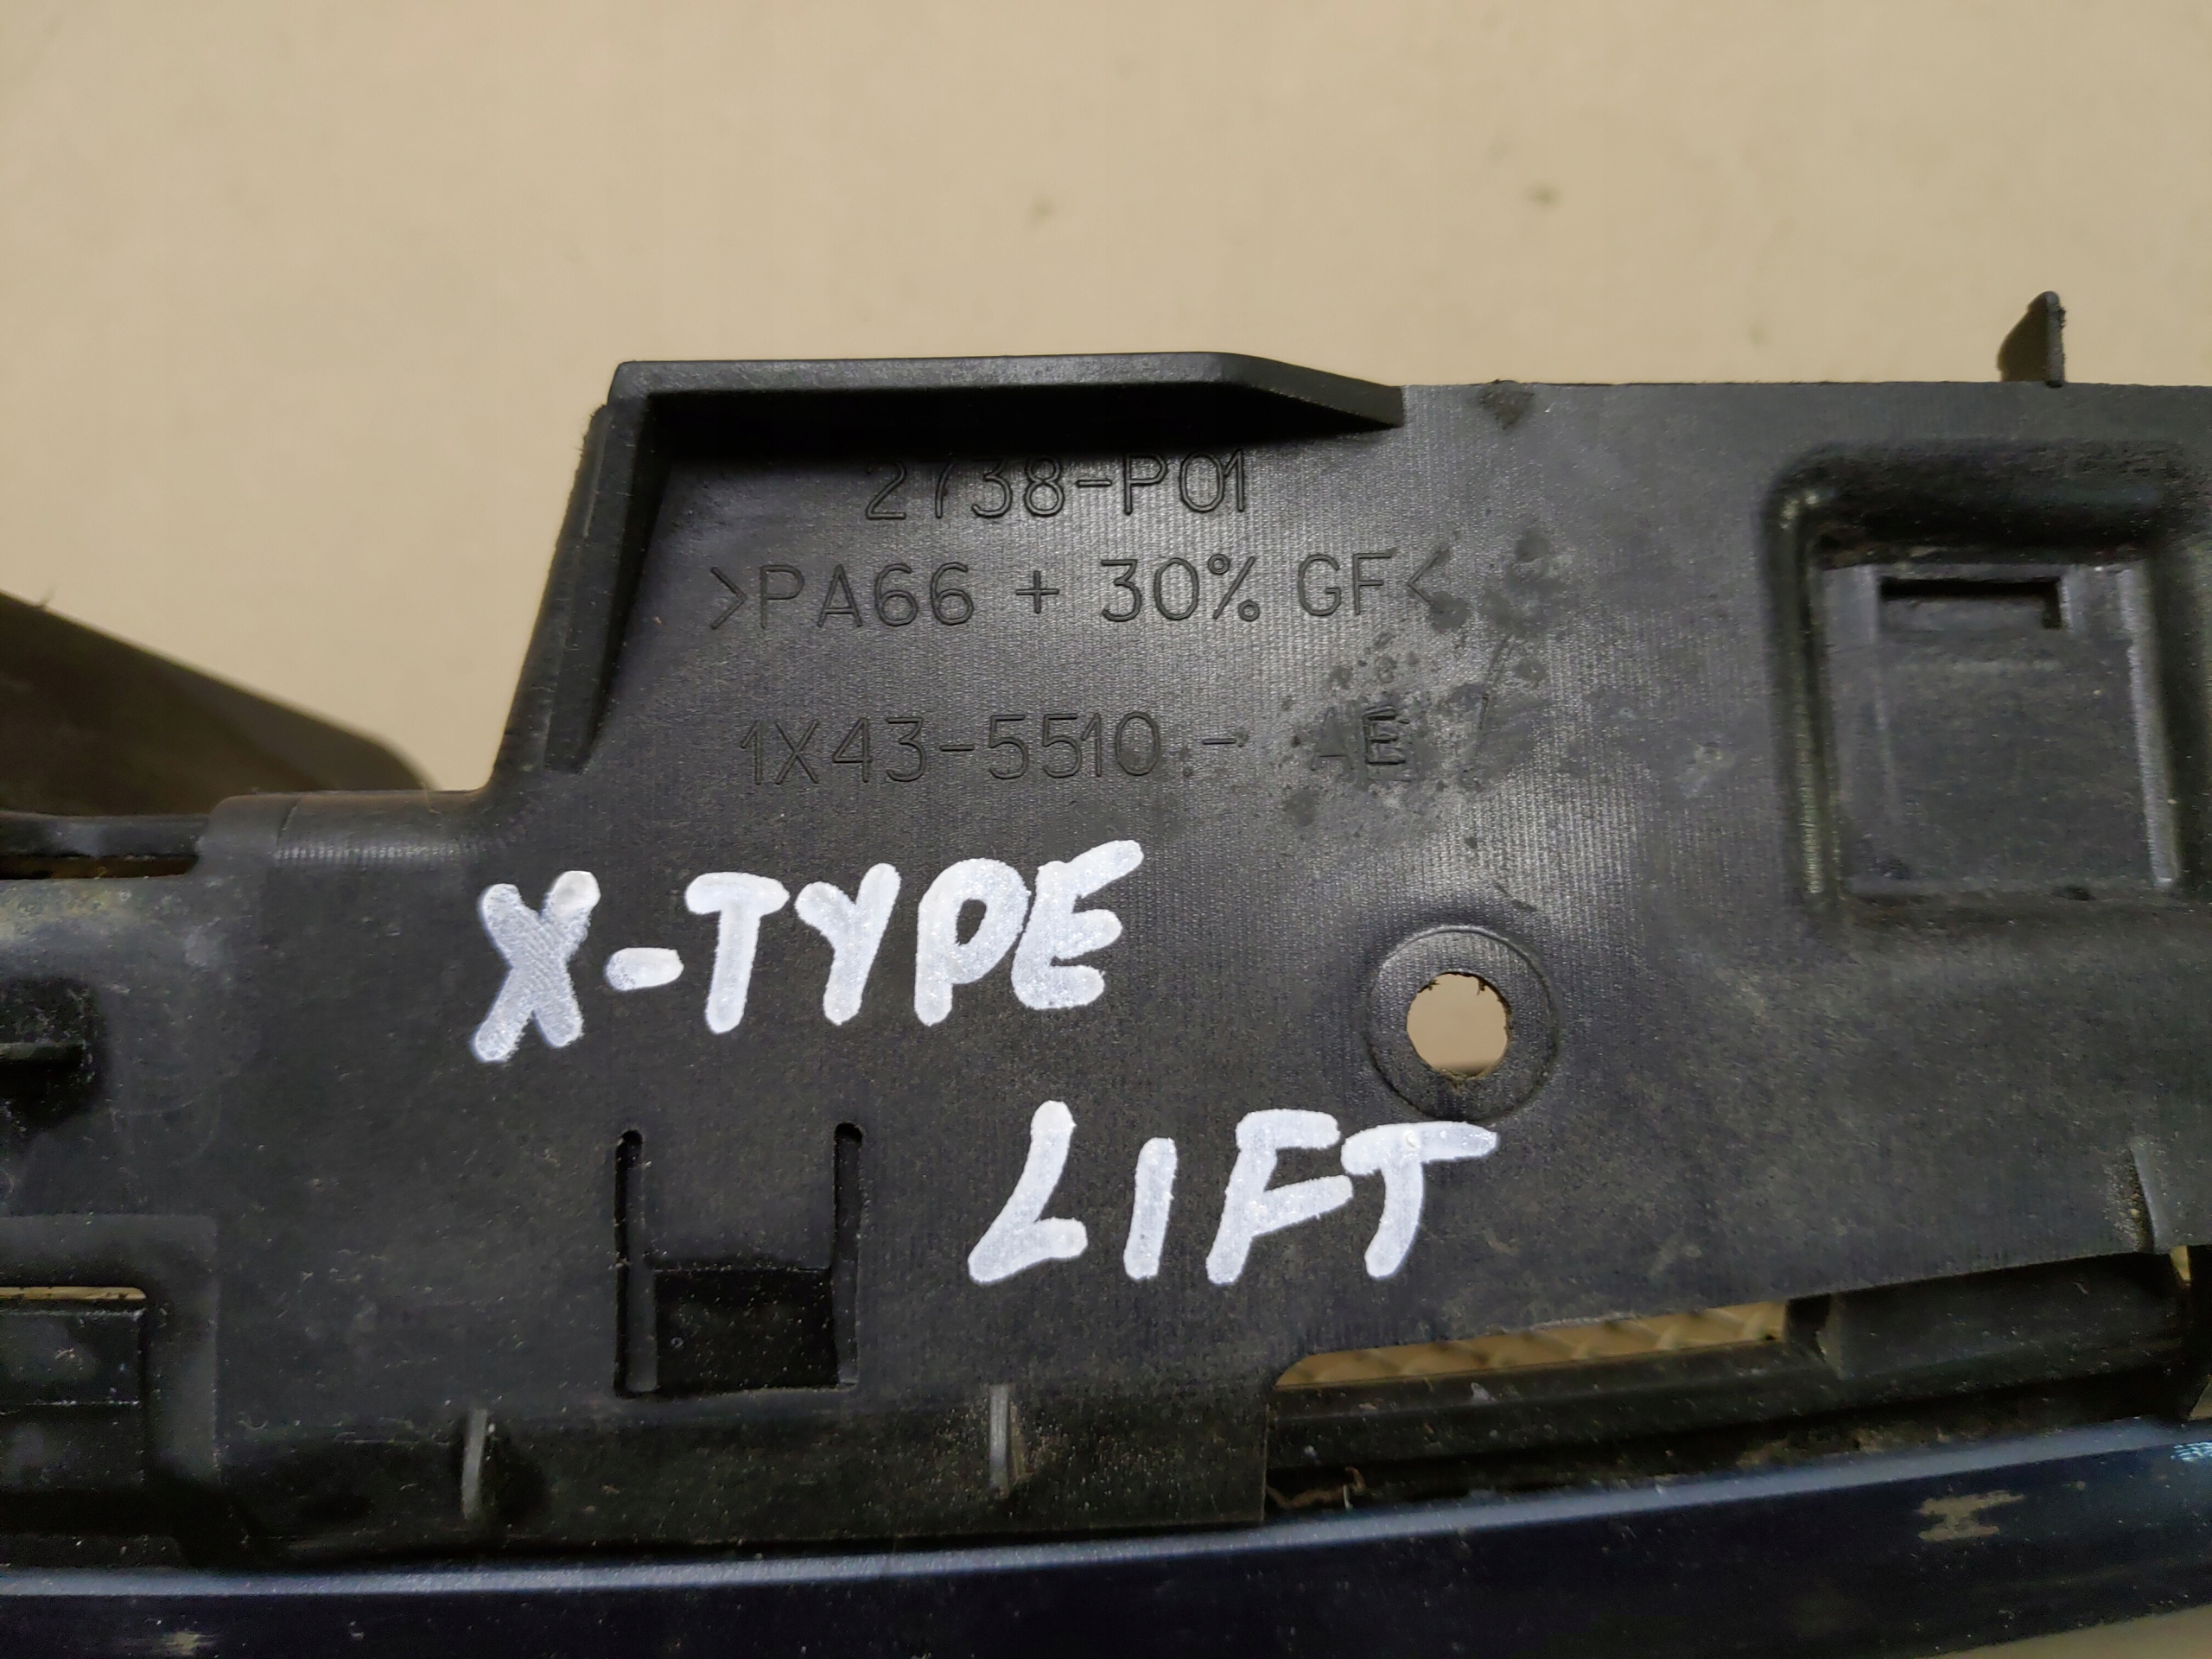 2738-P01
>PA66 + 30% GF<
1X43-5510 - AE
X-TYPE
LIFT